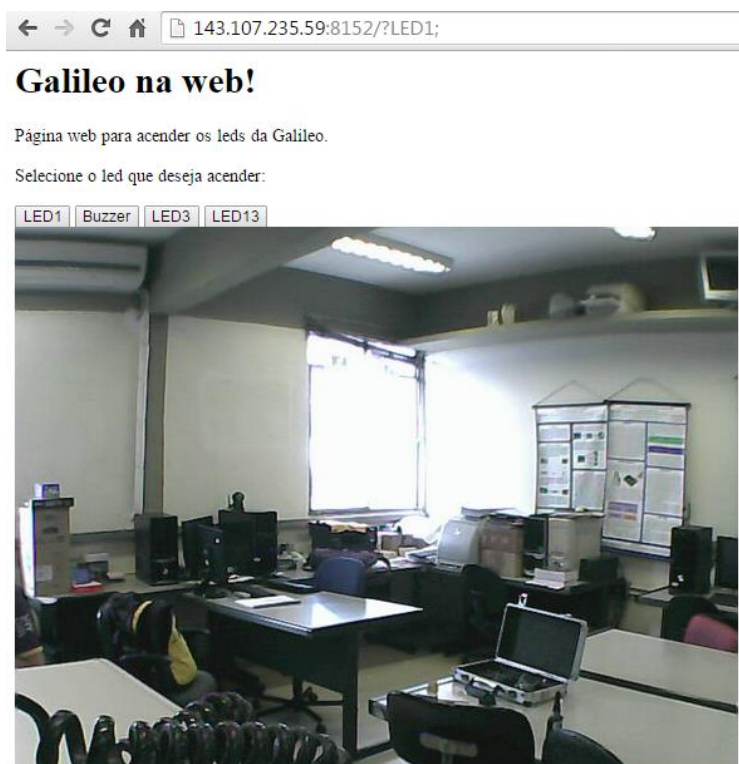 143.107.235.59:8152/?LED1;
Galileo na web!
Página web para acender os leds da Galileo.
Selecione o led que deseja acender:
LED1 Buzzer LED3 LED13